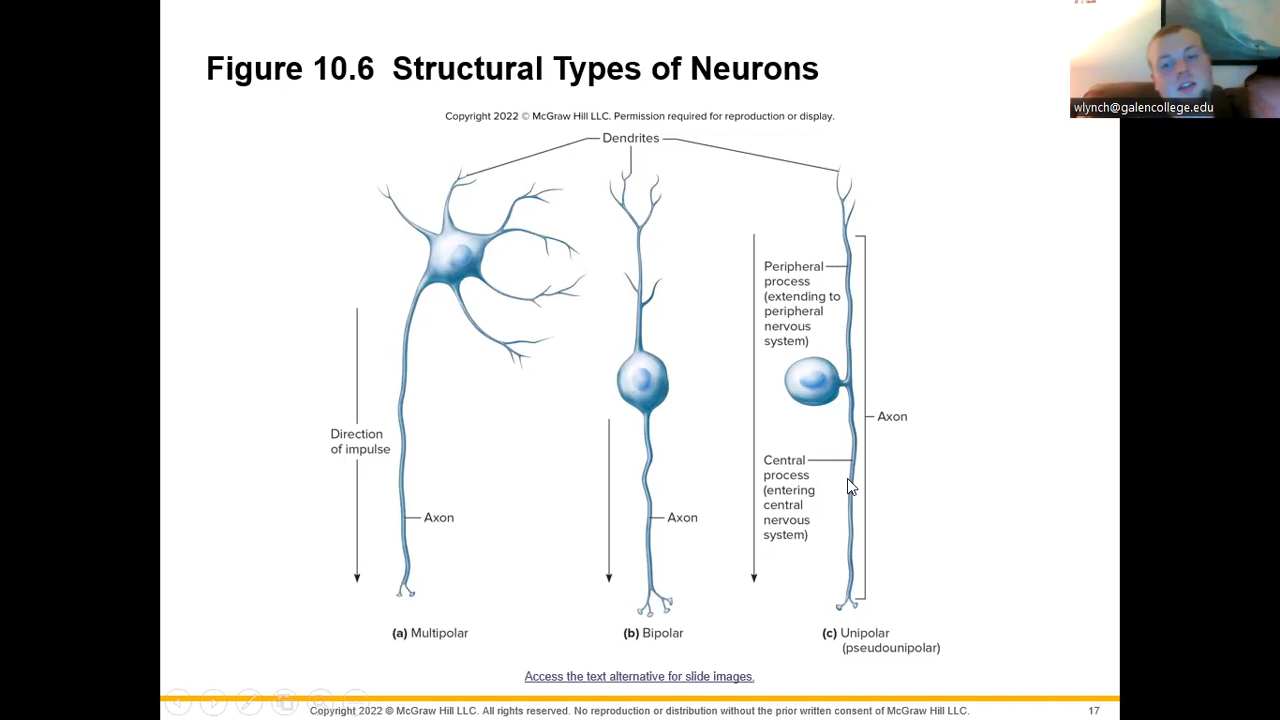 Figure 10.6 Structural Types of Neurons
wlynch@galencollege.edu
Copyright 2022 © McGraw Hill LLC. Permission required for reproduction or display.
Dendrites
Peripheral
process
(extending to
peripheral
nervous
system)
Axon
Direction
of impulse
Central
process
(entering
central
nervous
system)
Axon
Axon
(a) Multipolar
(b) Bipolar
(c) Unipolar
(pseudounipolar)
Access the text alternative for slide images.
Copyright 2022 © McGraw Hill LLC. All rights reserved. No reproduction or distribution without the prior written consent of McGraw Hill LLC.
17